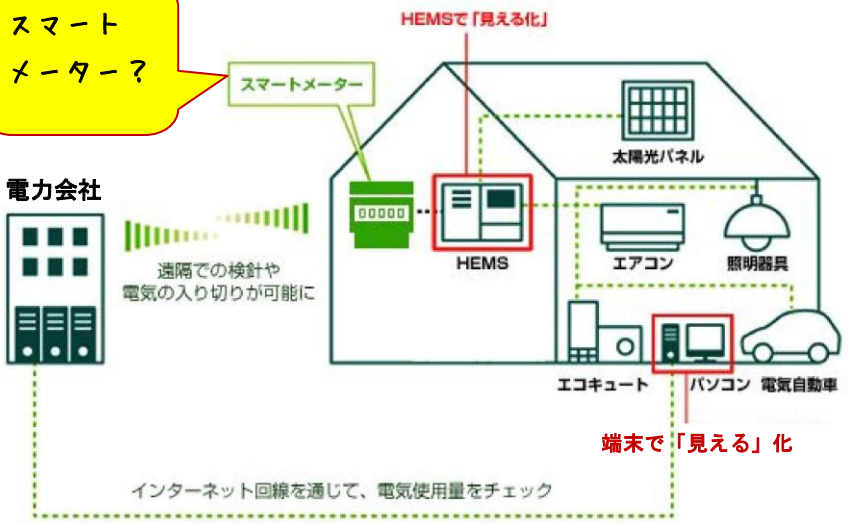 スマート
メーター？
HEMSで「見える化」
スマートメーター
太陽光パネル
電力会社
00000
HEMS
エアコン
照明器具
遠隔での検針や
電気の入り切りが可能に
エコキュート
パソコン
電気自動車
端末で「見える」化
インターネット回線を通じて、電気使用量をチェック